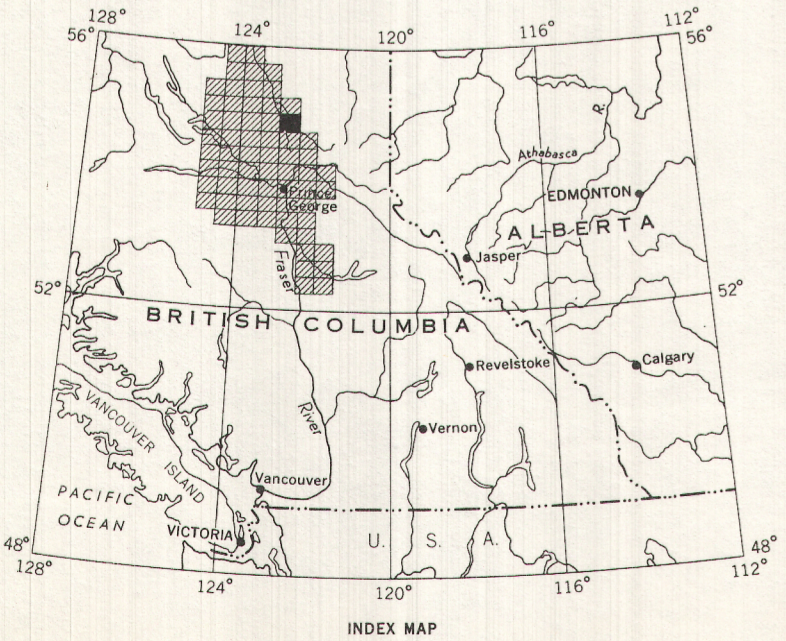 128°
124°
120°
116°
112°
56°
56°
R.
Athabasca
EDMONTON
Prince
George
ALBERTA
Jasper
Fraser
52°
52°
BRITISH COLUMBIA
Revelstoke
Calgary
VANCOUVER ISLAND
River
Vernon
Vancouver
PACIFIC
OCEAN
VICTORIA
U. S. A.
48°
48°
128°
124°
120°
116°
112°
INDEX MAP